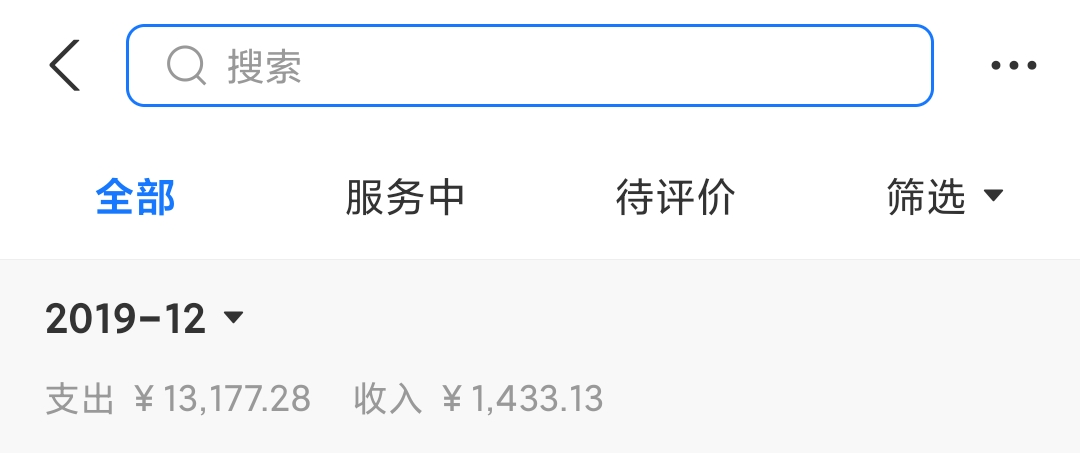 搜索
全部 服务中 待评价 筛选
2019-12
支出 ¥13,177.28 收入 ¥1,433.13